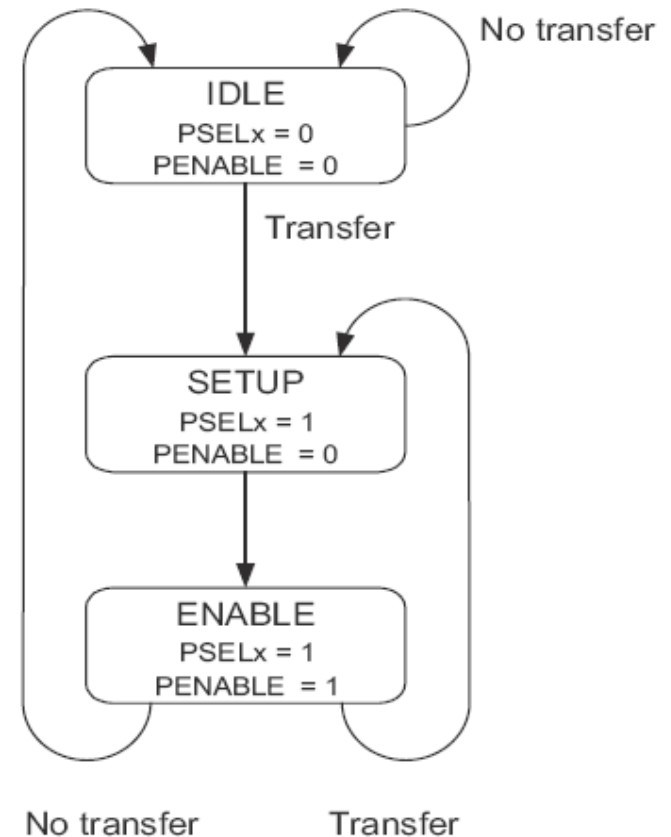 No transfer
IDLE
PSELx = 0
PENABLE = 0
Transfer
SETUP
PSELx = 1
PENABLE = 0
ENABLE
PSELx = 1
PENABLE = 1
No transfer
Transfer